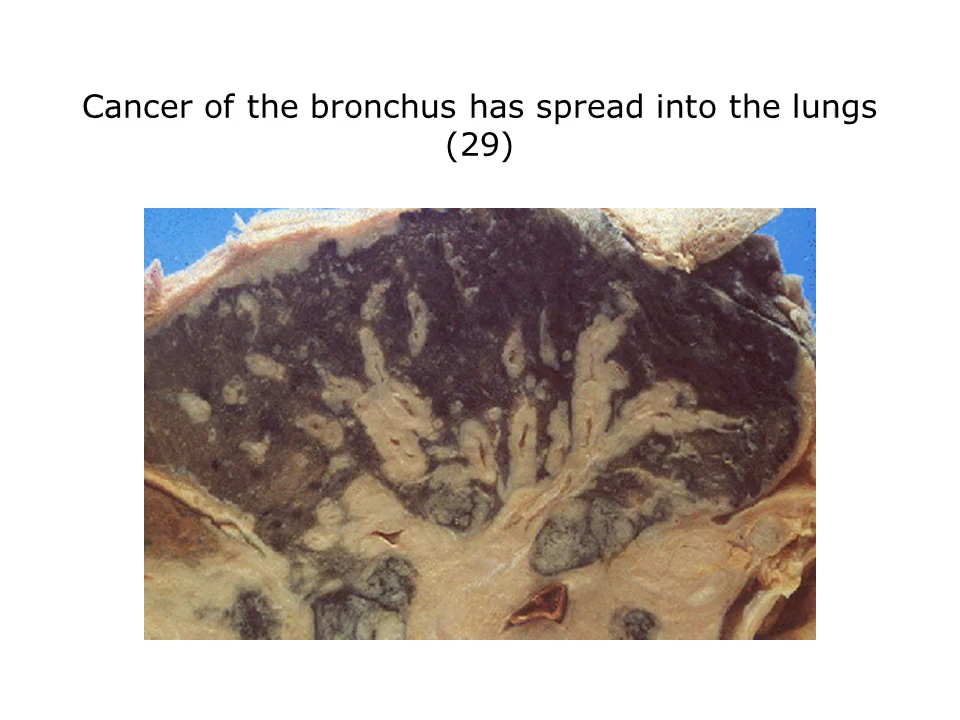 Cancer of the bronchus has spread into the lungs
(29)